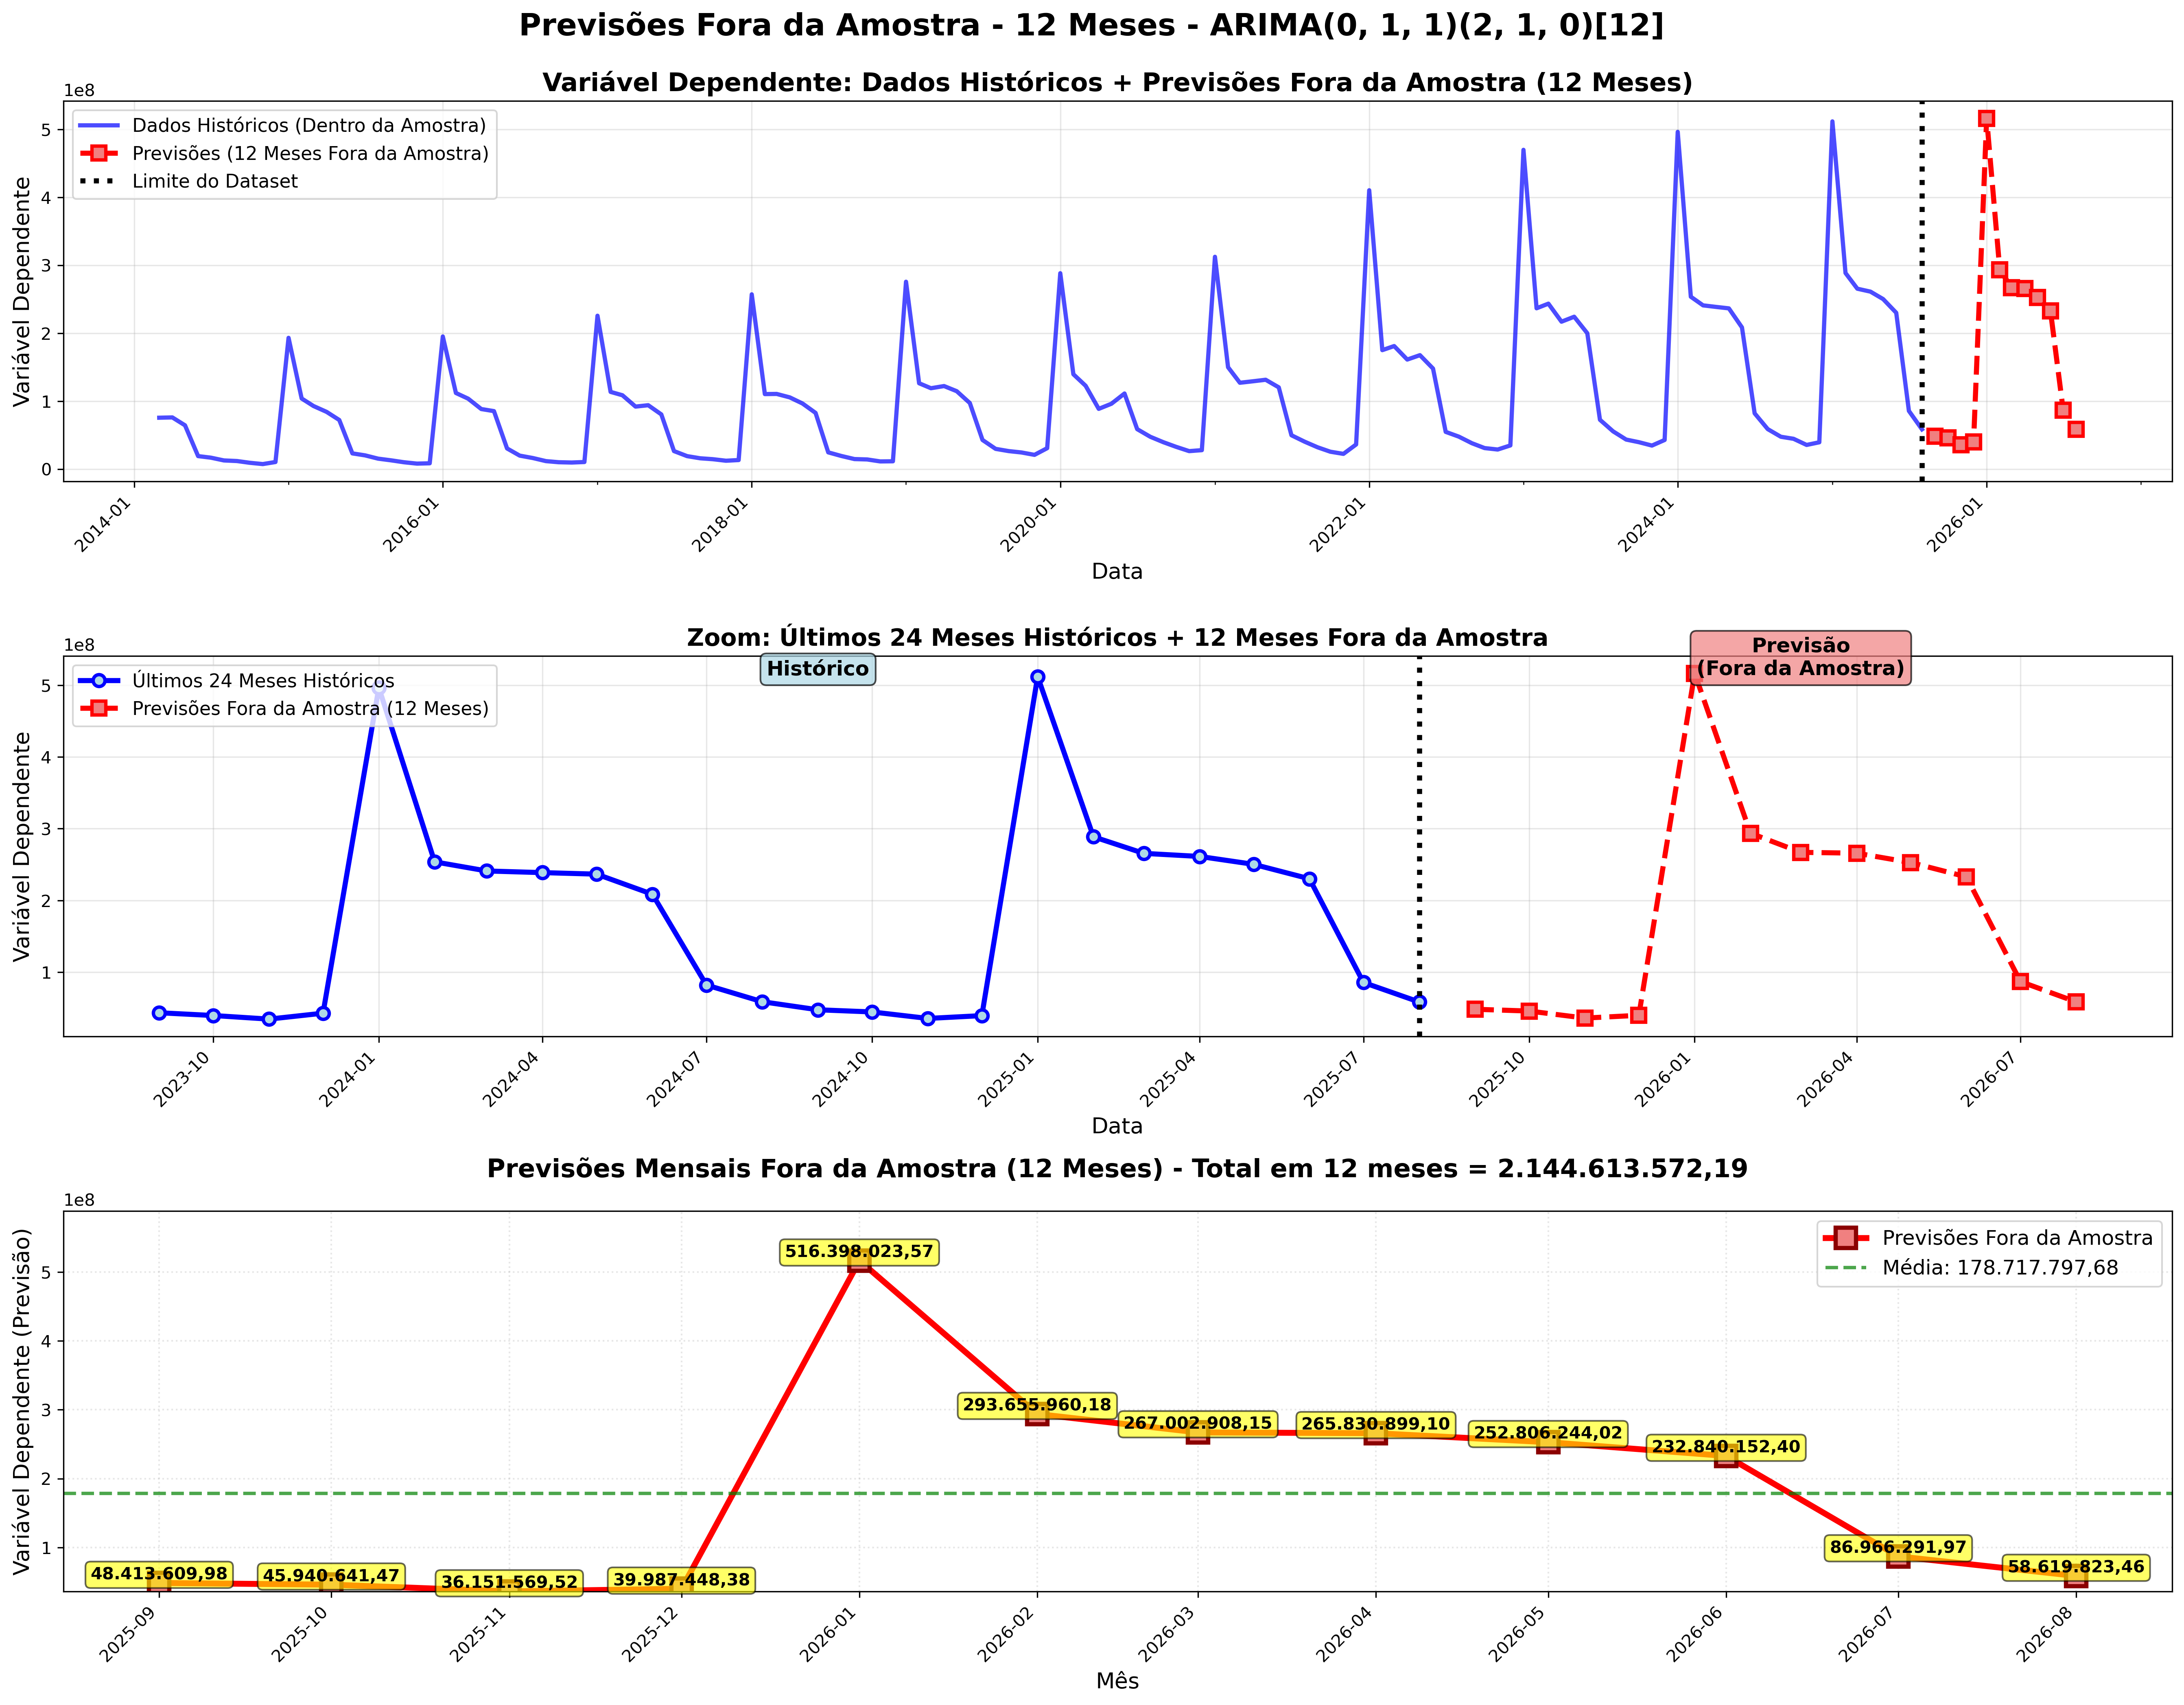 Previsões Fora da Amostra - 12 Meses - ARIMA(0, 1, 1)(2, 1, 0)[12]
Variável Dependente: Dados Históricos + Previsões Fora da Amostra (12 Meses)
1e8
Dados Históricos (Dentro da Amostra)
Previsões (12 Meses Fora da Amostra)
Limite do Dataset
Variável Dependente
5
4
3
2
1
0
2014-01
2016-01
2018-01
2020-01
2022-01
2024-01
2026-01
Data
Zoom: Últimos 24 Meses Históricos + 12 Meses Fora da Amostra
1e8
Últimos 24 Meses Históricos
Previsões Fora da Amostra (12 Meses)
Histórico
Previsão
(Fora da Amostra)
Variável Dependente
5
4
3
2
1
2023-10
2024-01
2024-04
2024-07
2024-10
2025-01
2025-04
2025-07
2025-10
2026-01
2026-04
2026-07
Data
Previsões Mensais Fora da Amostra (12 Meses) - Total em 12 meses = 2.144.613.572,19
1e8
Previsões Fora da Amostra
Média: 178.717.797,68
Variável Dependente (Previsão)
5
4
3
2
1
48.413.609,98
45.940.641,47
36.151.569,52
39.987.448,38
516.398.023,57
293.655.960,18
267.002.908,15
265.830.899,10
252.806.244,02
232.840.152,40
86.966.291,97
58.619.823,46
2025-09
2025-10
2025-11
2025-12
2026-01
2026-02
2026-03
2026-04
2026-05
2026-06
2026-07
2026-08
Mês